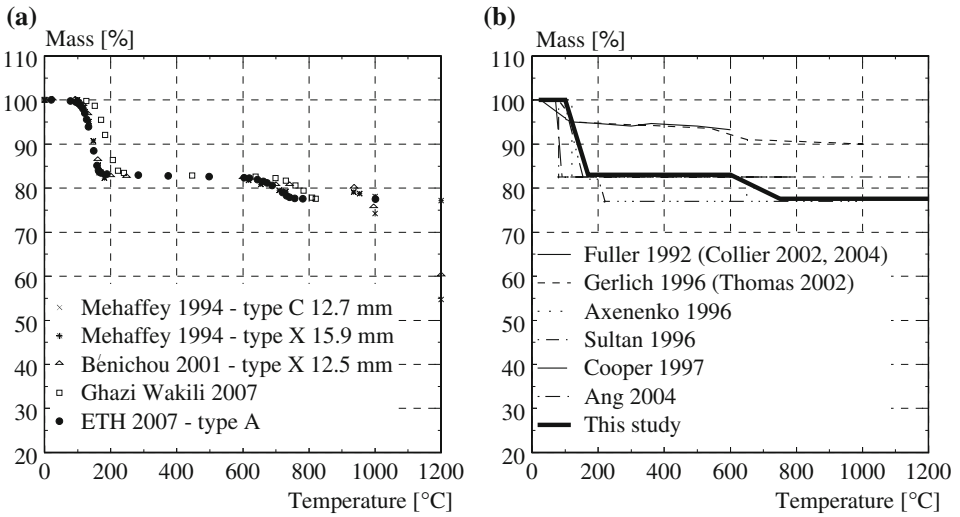 (a)
Mass [%]
110
100
90
80
70
60
50
40
30
20
0 200 400 600 800 1000 1200
Temperature [°C]
Mehaffey 1994 - type C 12.7 mm
Mehaffey 1994 - type X 15.9 mm
Bénichou 2001 - type X 12.5 mm
Ghazi Wakili 2007
ETH 2007 - type A
(b)
Mass [%]
110
100
90
80
70
60
50
40
30
20
0 200 400 600 800 1000 1200
Temperature [°C]
Fuller 1992 (Collier 2002, 2004)
Gerlich 1996 (Thomas 2002)
Axenenko 1996
Sultan 1996
Cooper 1997
Ang 2004
This study